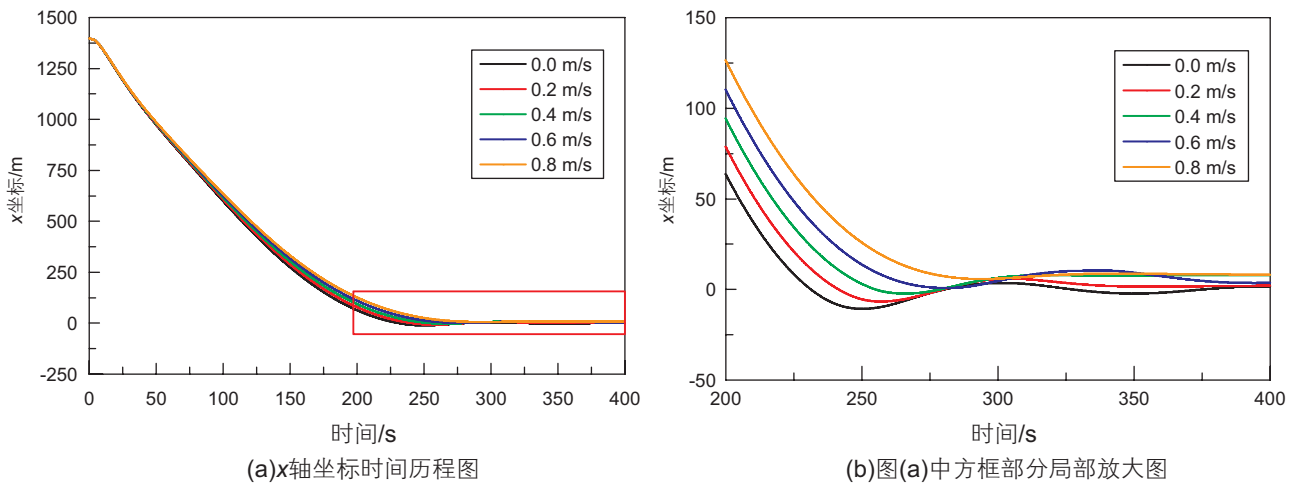 1500
1250
1000
750
500
250
0
-250
x坐标/m
0.0 m/s
0.2 m/s
0.4 m/s
0.6 m/s
0.8 m/s
0 50 100 150 200 250 300 350 400
时间/s
(a)x轴坐标时间历程图
150
100
50
0
-50
x坐标/m
0.0 m/s
0.2 m/s
0.4 m/s
0.6 m/s
0.8 m/s
200 250 300 350 400
时间/s
(b)图(a)中方框部分局部放大图